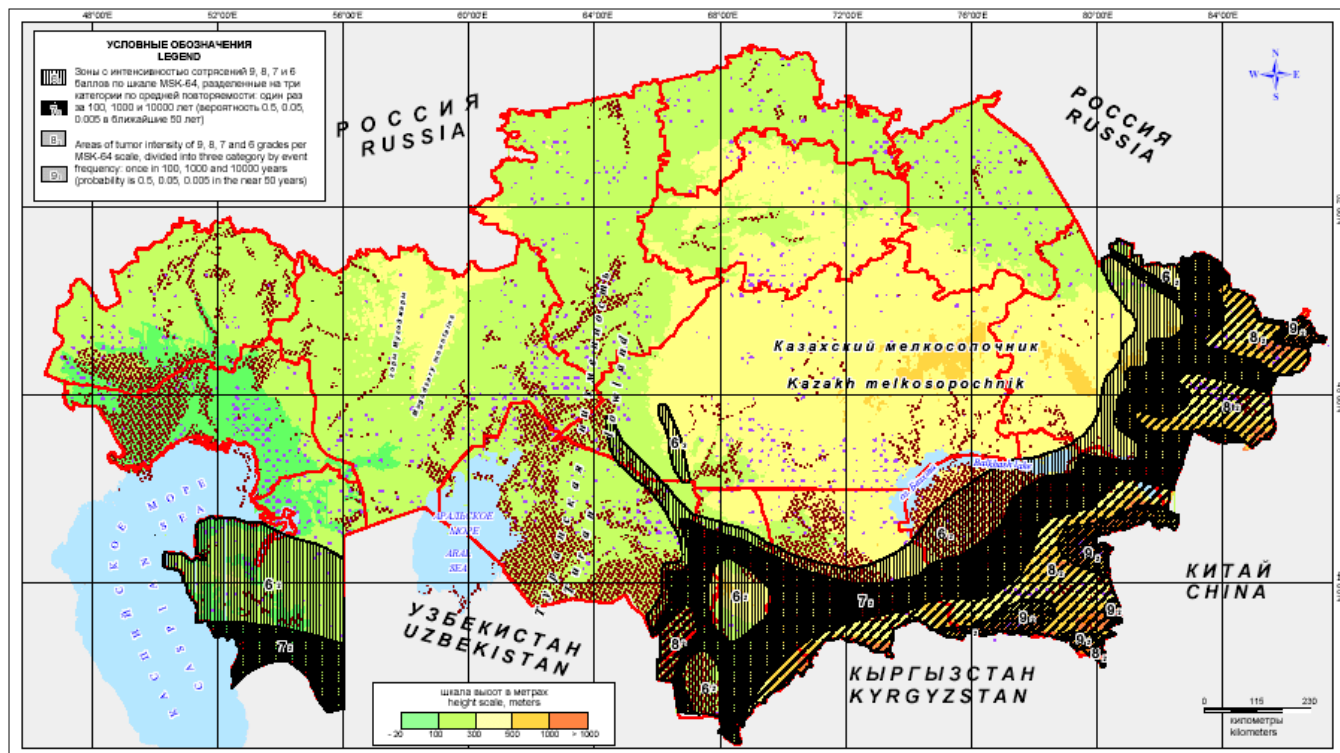 48°00'E 52°00'E 56°00'E 60°00'E 64°00'E 68°00'E 72°00'E 76°00'E 80°00'E 84°00'E
УСЛОВНЫЕ ОБОЗНАЧЕНИЯ
LEGEND
Зоны с интенсивностью сотрясений 9, 8, 7 и 6
баллов по шкале MSK-64, разделенные на три
категории по средней повторяемости: один раз
за 100, 1000 и 10000 лет (вероятность 0.5, 0.05,
0.005 в ближайшие 50 лет)
Areas of tumor intensity of 9, 8, 7 and 6 grades per
MSK-64 scale, divided into three category by event
frequency: once in 100, 1000 and 10000 years
(probability is 0.5, 0.05, 0.005 in the near 50 years)
N
W E
S
РОССИЯ
RUSSIA
РОССИЯ
RUSSIA
горы Мугоджары
Казахский мелкосопочник
Kazakh melkosopochnik
низменность
lowland
Туранская
Turan
Balkhash lake
КАСПИЙСКОЕ МОРЕ
CASPIAN SEA
АРАЛЬСКОЕ
МОРЕ
ARAL
SEA
УЗБЕКИСТАН
UZBEKISTAN
КЫРГЫЗСТАН
KYRGYZSTAN
КИТАЙ
CHINA
шкала высот в метрах
height scale, meters
-20 100 300 500 1000 > 1000
0 115 230
километры
kilometers